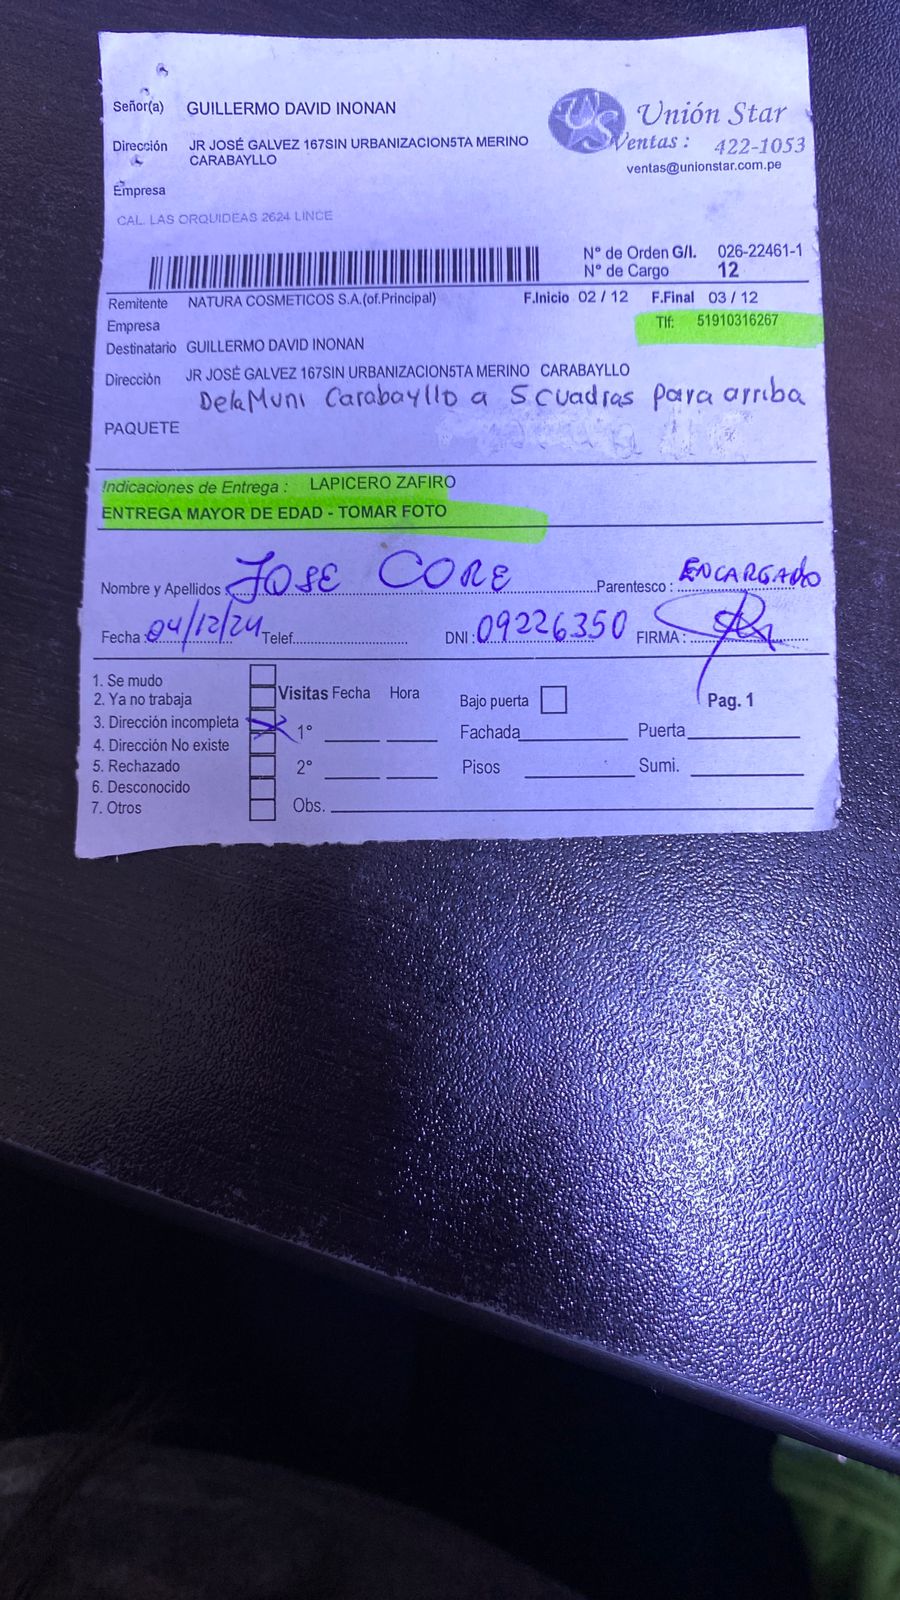 Señor(a) GUILLERMO DAVID INONAN
Unión Star
Dirección JR JOSÉ GALVEZ 167SIN URBANIZACION5TA MERINO
CARABAYLLO
Ventas : 422-1053
ventas@unionstar.com.pe
Empresa
CAL. LAS ORQUIDEAS 2624 LINCE
N° de Orden G/I. 026-22461-1
N° de Cargo 12
Remitente NATURA COSMETICOS S.A.(of.Principal) F.Inicio 02 / 12 F.Final 03 / 12
Empresa Tlf: 51910316267
Destinatario GUILLERMO DAVID INONAN
Dirección JR JOSÉ GALVEZ 167SIN URBANIZACION5TA MERINO CARABAYLLO
De la Muni Carabayllo a 5 cuadras para arriba
PAQUETE
Indicaciones de Entrega : LAPICERO ZAFIRO
ENTREGA MAYOR DE EDAD - TOMAR FOTO
Nombre y Apellidos JOSE CORE Parentesco : ENCARGADO
Fecha : 04/12/24 Telef. DNI : 09226350 FIRMA :
1. Se mudo
2. Ya no trabaja Visitas Fecha Hora Bajo puerta Pag. 1
3. Dirección incompleta 1° Fachada Puerta
4. Dirección No existe
5. Rechazado 2° Pisos Sumi.
6. Desconocido
7. Otros Obs.